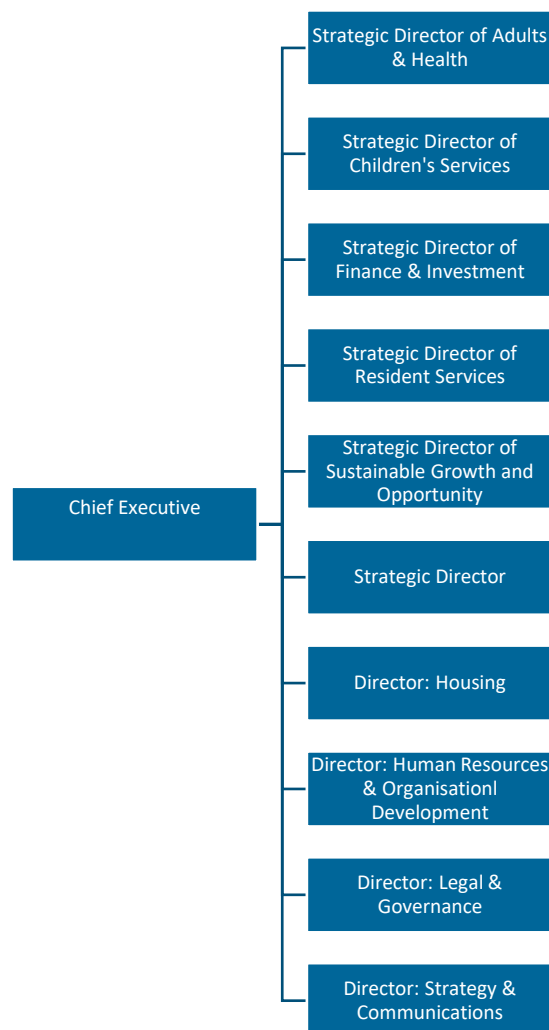 Strategic Director of Adults
& Health
Strategic Director of
Children's Services
Strategic Director of
Finance & Investment
Strategic Director of
Resident Services
Strategic Director of
Sustainable Growth and
Opportunity
Chief Executive
Strategic Director
Director: Housing
Director: Human Resources
& Organisationl
Development
Director: Legal &
Governance
Director: Strategy &
Communications